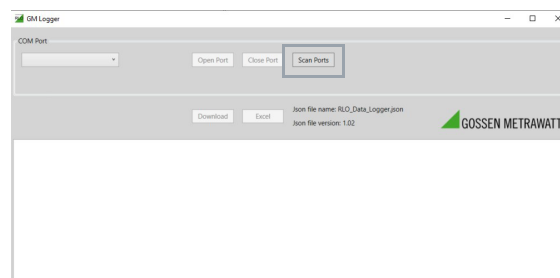 GM Logger
COM Port
Open Port Close Port Scan Ports
Download Excel
Json file name: RLO_Data_Logger.json
Json file version: 1.02
GOSSEN METRAWATT